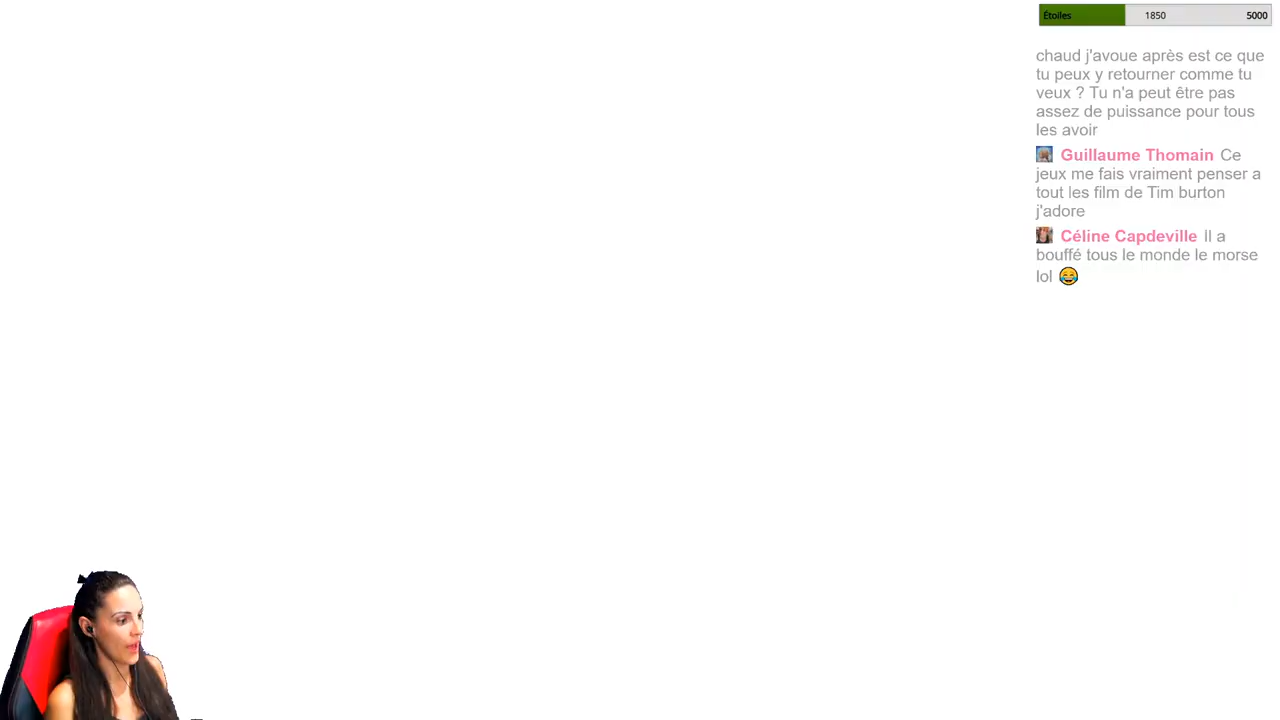 Étoiles 1850 5000
chaud j'avoue après est ce que
tu peux y retourner comme tu
veux ? Tu n'a peut être pas
assez de puissance pour tous
les avoir
Guillaume Thomain Ce
jeux me fais vraiment penser a
tout les film de Tim burton
j'adore
Céline Capdeville Il a
bouffé tous le monde le morse
lol 😂